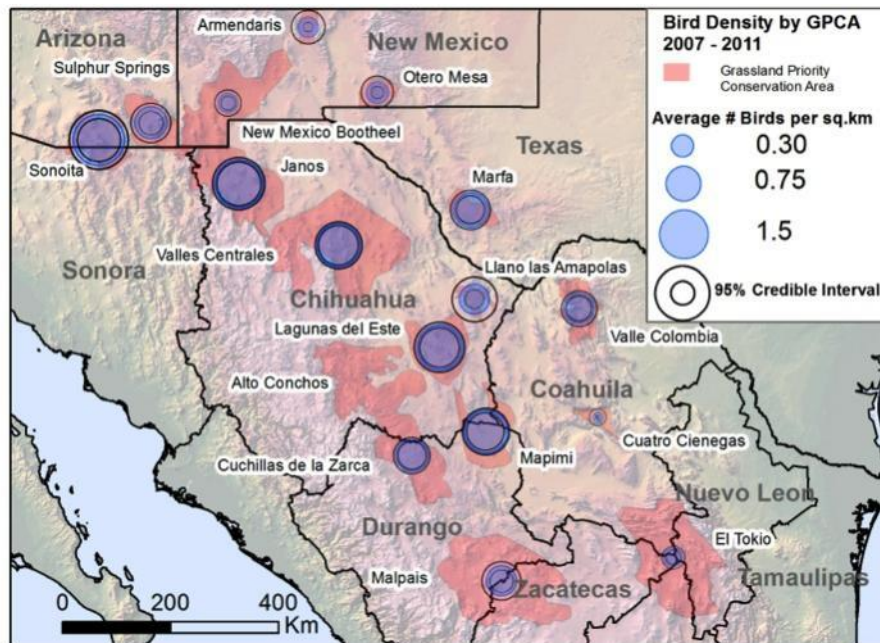 Arizona
Armendaris
New Mexico
Sulphur Springs
Otero Mesa
New Mexico Bootheel
Texas
Sonoita
Janos
Marfa
Sonora
Valles Centrales
Llano las Amapolas
Chihuahua
Lagunas del Este
Valle Colombia
Alto Conchos
Coahuila
Cuatro Cienegas
Cuchillas de la Zarca
Mapimi
Nuevo Leon
Durango
El Tokio
Malpais
Zacatecas
Tamaulipas
0 200 400
Km
Bird Density by GPCA
2007 - 2011
Grassland Priority
Conservation Area
Average # Birds per sq.km
0.30
0.75
1.5
95% Credible Interval